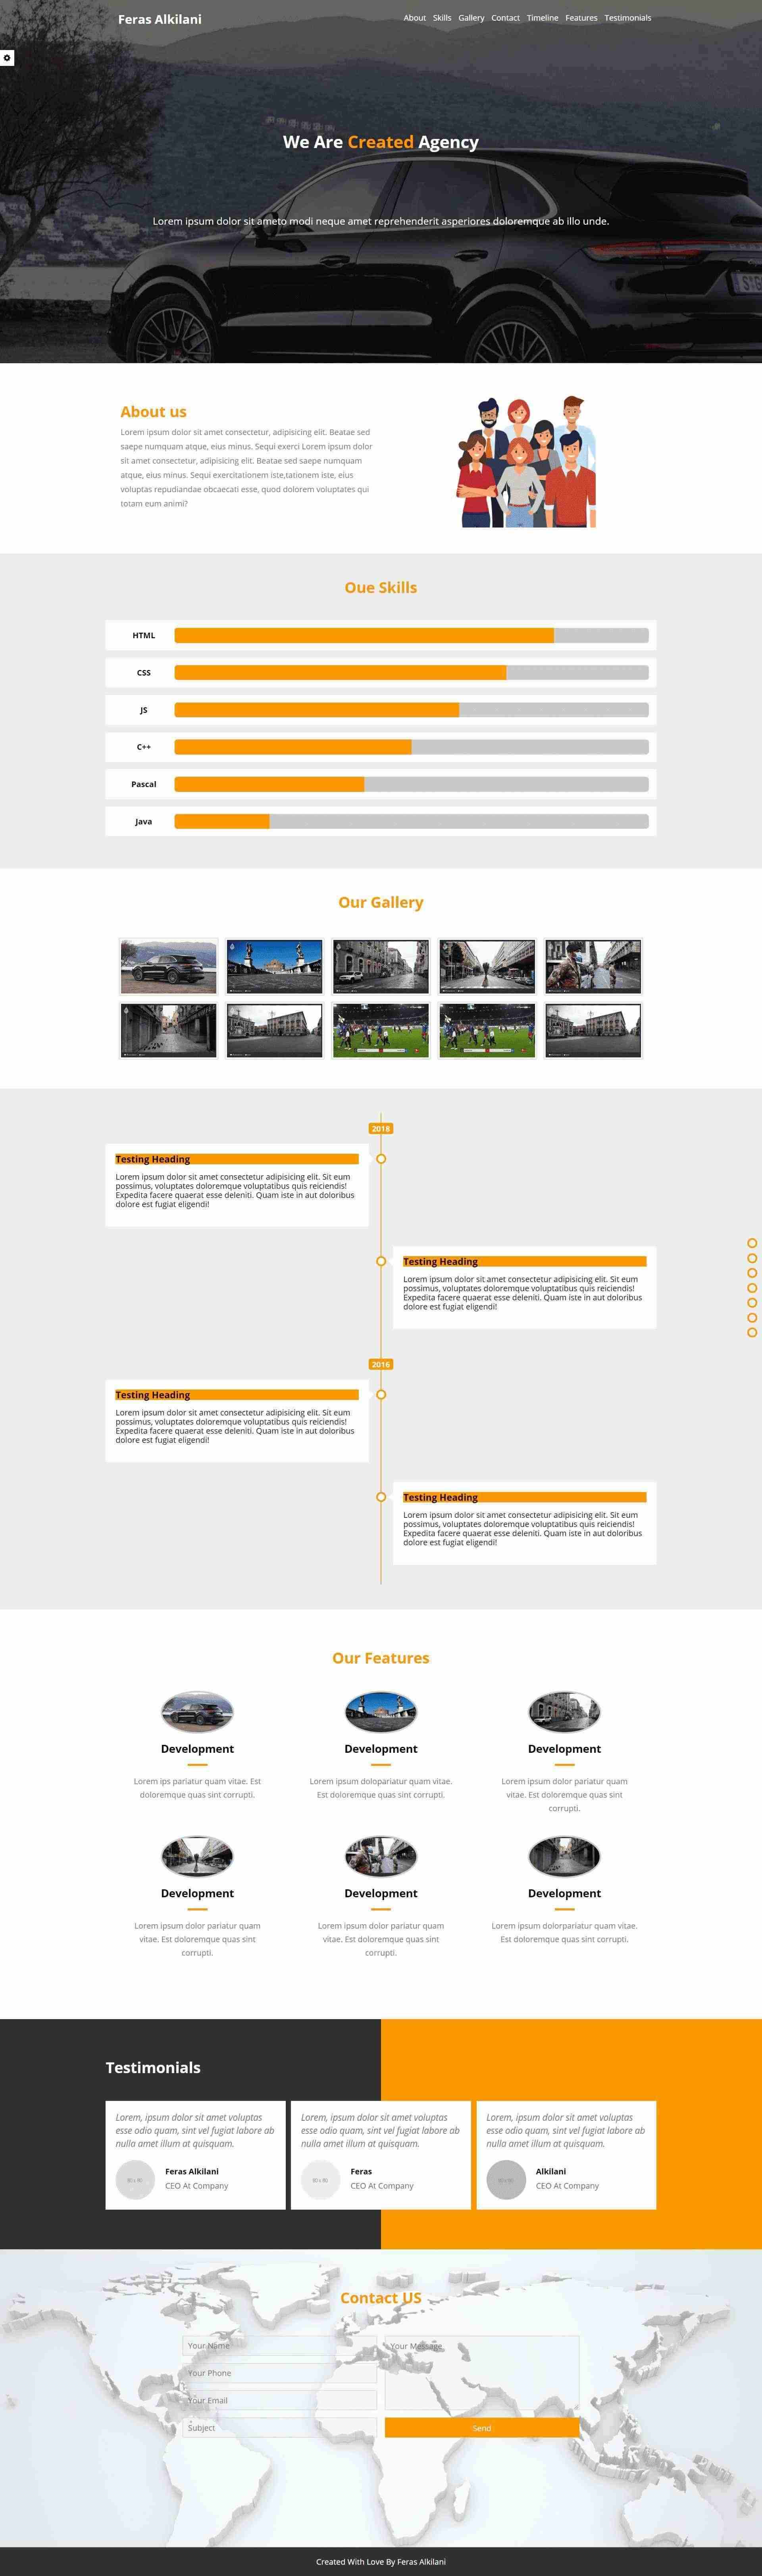 Feras Alkilani
About Skills Gallery Contact Timeline Features Testimonials
We Are Created Agency
Lorem ipsum dolor sit ameto modi neque amet reprehenderit asperiores doloremque ab illo unde.
About us
Lorem ipsum dolor sit amet consectetur, adipisicing elit. Beatae sed
saepe numquam atque, eius minus. Sequi exerci Lorem ipsum dolor
sit amet consectetur, adipisicing elit. Beatae sed saepe numquam
atque, eius minus. Sequi exercitationem iste,tationem iste, eius
voluptas repudiandae obcaecati esse, quod dolorem voluptates qui
totam eum animi?
Oue Skills
HTML
CSS
JS
C++
Pascal
Java
Our Gallery
2018
Testing Heading
Lorem ipsum dolor sit amet consectetur adipisicing elit. Sit eum
possimus, voluptates doloremque voluptatibus quis reiciendis!
Expedita facere quaerat esse deleniti. Quam iste in aut doloribus
dolore est fugiat eligendi!
Testing Heading
Lorem ipsum dolor sit amet consectetur adipisicing elit. Sit eum
possimus, voluptates doloremque voluptatibus quis reiciendis!
Expedita facere quaerat esse deleniti. Quam iste in aut doloribus
dolore est fugiat eligendi!
2016
Testing Heading
Lorem ipsum dolor sit amet consectetur adipisicing elit. Sit eum
possimus, voluptates doloremque voluptatibus quis reiciendis!
Expedita facere quaerat esse deleniti. Quam iste in aut doloribus
dolore est fugiat eligendi!
Testing Heading
Lorem ipsum dolor sit amet consectetur adipisicing elit. Sit eum
possimus, voluptates doloremque voluptatibus quis reiciendis!
Expedita facere quaerat esse deleniti. Quam iste in aut doloribus
dolore est fugiat eligendi!
Our Features
Development
Lorem ips pariatur quam vitae. Est
doloremque quas sint corrupti.
Development
Lorem ipsum dolopariatur quam vitae.
Est doloremque quas sint corrupti.
Development
Lorem ipsum dolor pariatur quam
vitae. Est doloremque quas sint
corrupti.
Development
Lorem ipsum dolor pariatur quam
vitae. Est doloremque quas sint
corrupti.
Development
Lorem ipsum dolor pariatur quam
vitae. Est doloremque quas sint
corrupti.
Development
Lorem ipsum dolorpariatur quam vitae.
Est doloremque quas sint corrupti.
Testimonials
Lorem, ipsum dolor sit amet voluptas
esse odio quam, sint vel fugiat labore ab
nulla amet illum at quisquam.
Feras Alkilani
CEO At Company
Lorem, ipsum dolor sit amet voluptas
esse odio quam, sint vel fugiat labore ab
nulla amet illum at quisquam.
Feras
CEO At Company
Lorem, ipsum dolor sit amet voluptas
esse odio quam, sint vel fugiat labore ab
nulla amet illum at quisquam.
Alkilani
CEO At Company
Contact US
Your Name
Your Phone
Your Email
Subject
Your Message
Send
Created With Love By Feras Alkilani